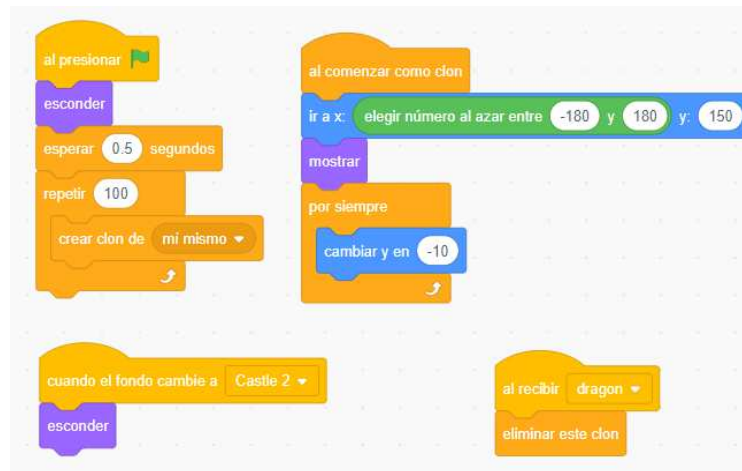 al presionar
esconder
esperar 0.5 segundos
repetir 100
crear clon de mí mismo
al comenzar como clon
ir a x: elegir número al azar entre -180 y 180 y: 150
mostrar
por siempre
cambiar y en -10
cuando el fondo cambie a Castle 2
esconder
al recibir dragon
eliminar este clon